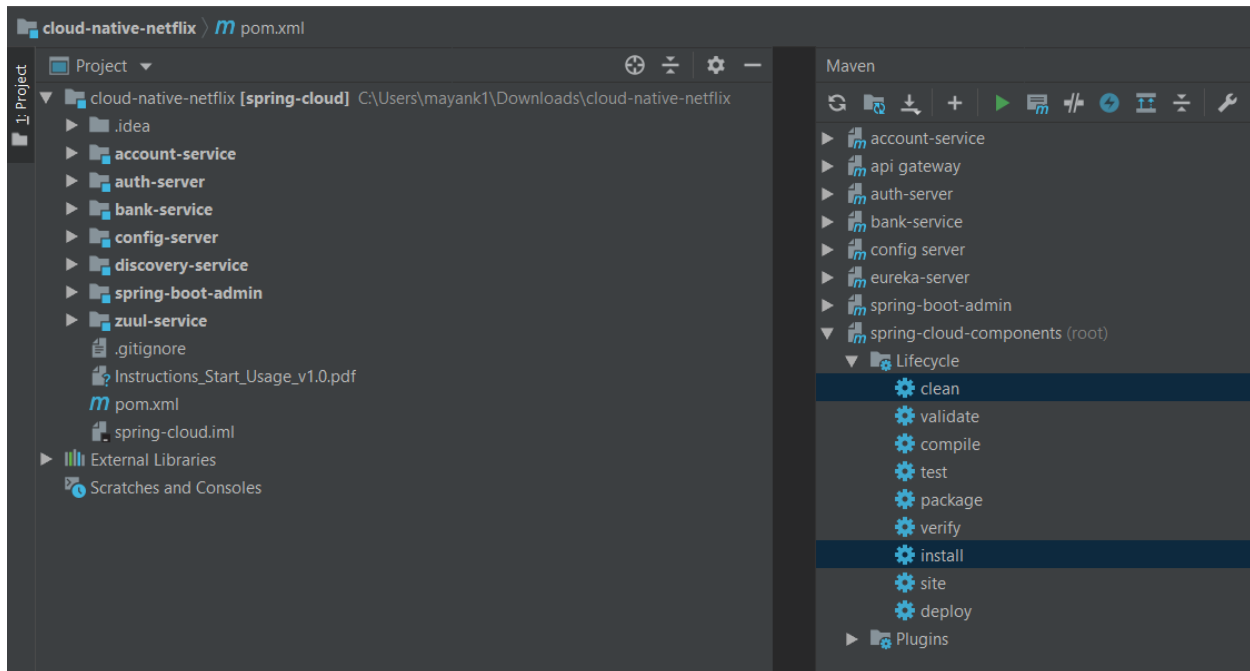 cloud-native-netflix pom.xml
1: Project
Project
cloud-native-netflix [spring-cloud] C:\Users\mayank1\Downloads\cloud-native-netflix
.idea
account-service
auth-server
bank-service
config-server
discovery-service
spring-boot-admin
zuul-service
.gitignore
Instructions_Start_Usage_v1.0.pdf
pom.xml
spring-cloud.iml
External Libraries
Scratches and Consoles
Maven
account-service
api gateway
auth-server
bank-service
config server
eureka-server
spring-boot-admin
spring-cloud-components (root)
Lifecycle
clean
validate
compile
test
package
verify
install
site
deploy
Plugins